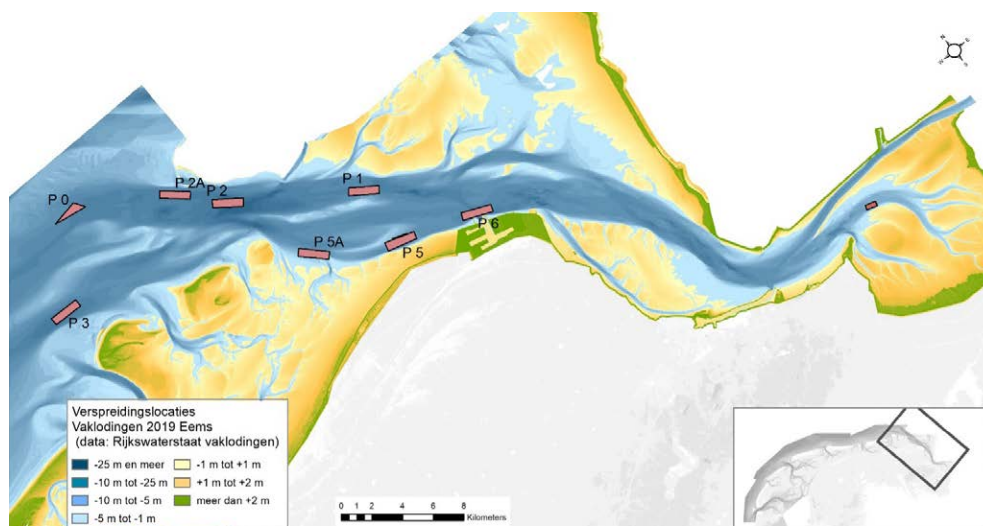 P 0
P 2A
P 2
P 1
P 5A
P 5
P 6
P 3
Verspreidingslocaties
Vaklodingen 2019 Eems
(data: Rijkswaterstaat vaklodingen)
-25 m en meer
-10 m tot -25 m
-10 m tot -5 m
-5 m tot -1 m
-1 m tot +1 m
+1 m tot +2 m
meer dan +2 m
0 1 2 4 6 8
Kilometers